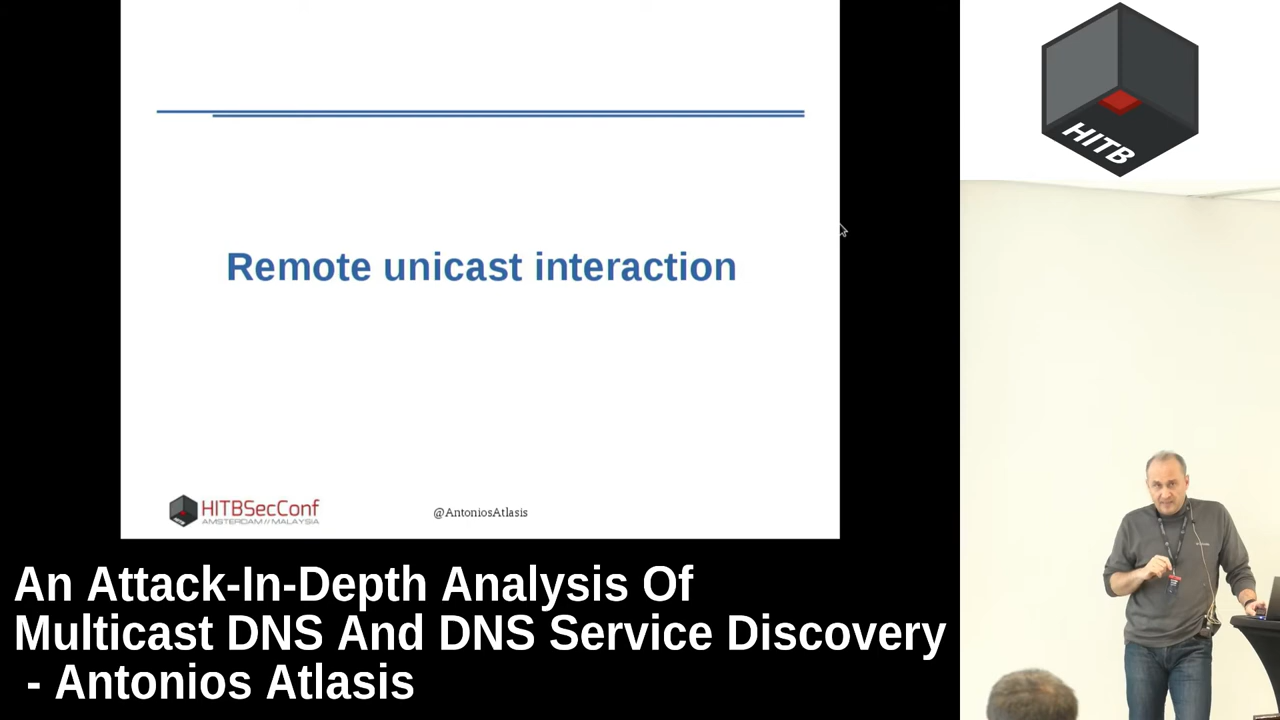 HITB
Remote unicast interaction
HITB
HITBSecConf
AMSTERDAM // MALAYSIA
@AntoniosAtlasis
An Attack-In-Depth Analysis Of
Multicast DNS And DNS Service Discovery
- Antonios Atlasis